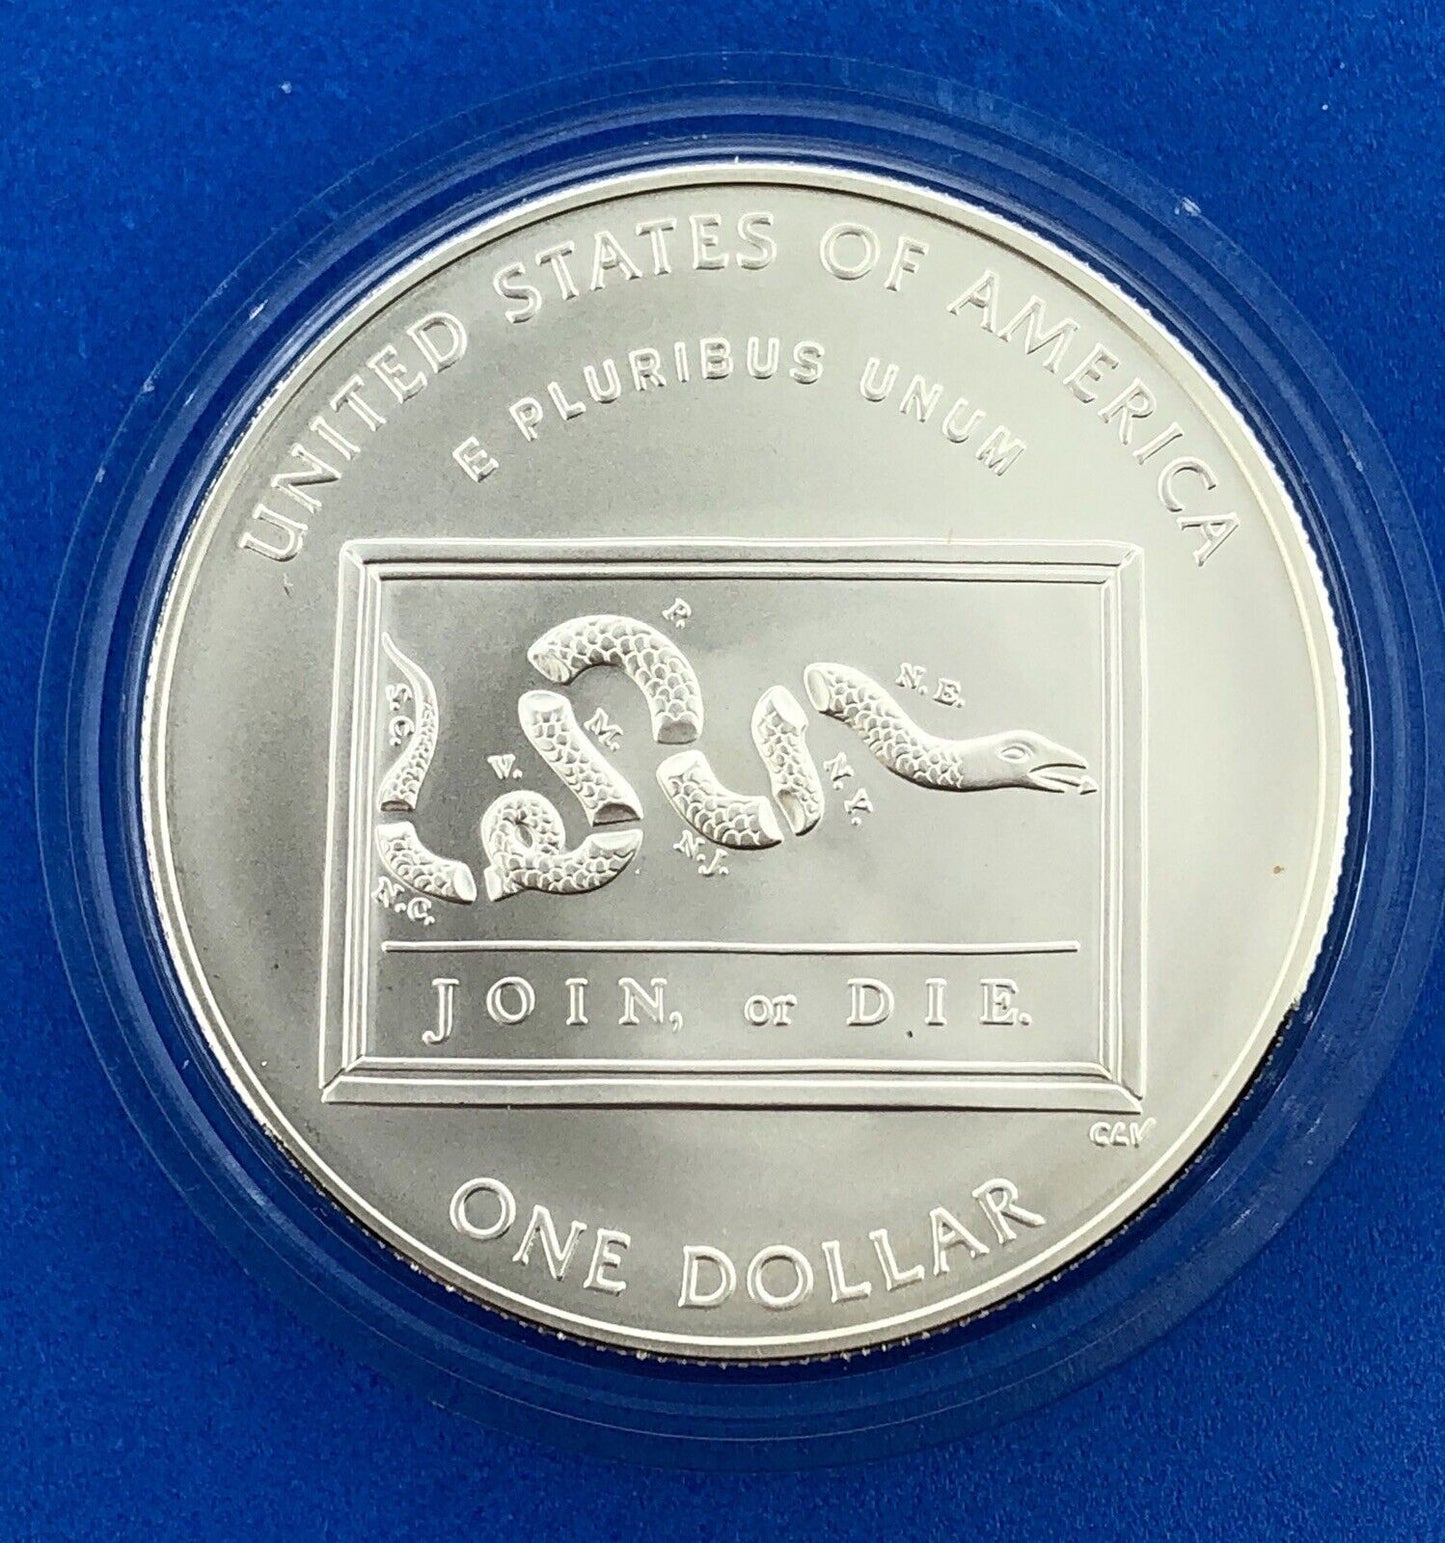 UNITED STATES OF AMERICA
E PLURIBUS UNUM
P.
N. E.
S. C.
M.
V.
N. Y.
N. J.
N. C.
JOIN, or DIE.
CLV
ONE DOLLAR